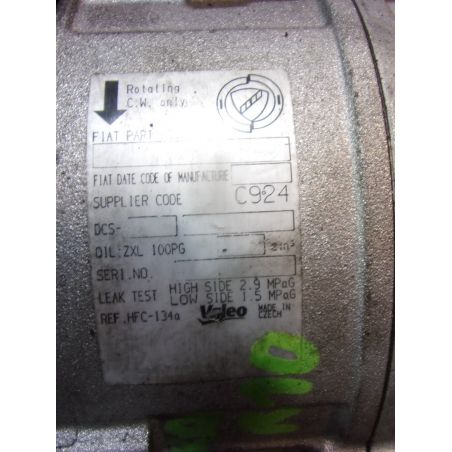 Rotating
C.W. only
FIAT PART
FIAT DATE CODE OF MANUFACTURE
SUPPLIER CODE C924
DCS-
OIL:ZXL 100PG
SERI.NO.
LEAK TEST HIGH SIDE 2.9 MPaG
LOW SIDE 1.5 MPaG
REF.HFC-134a Valeo MADE IN
CZECH